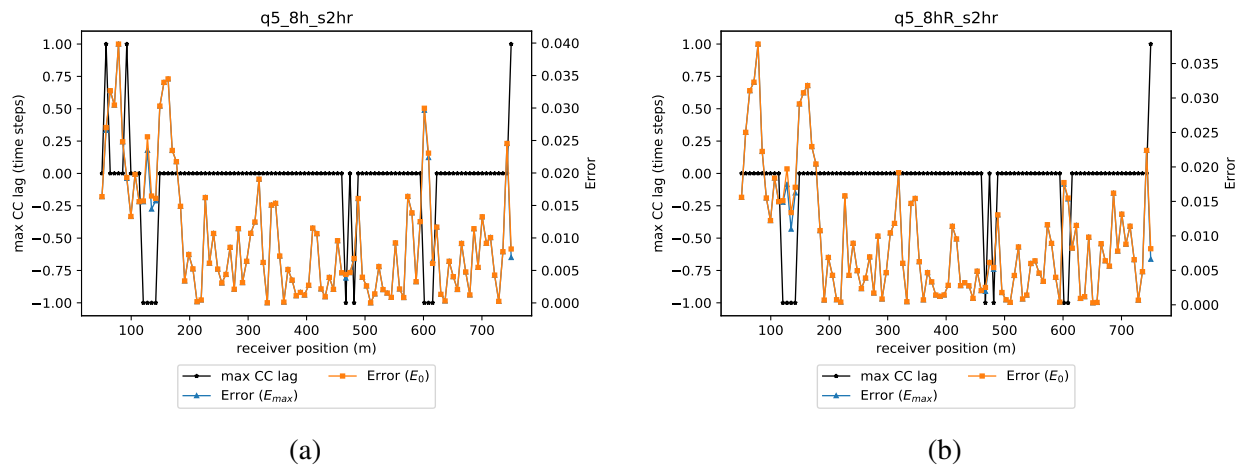 q5_8h_s2hr
1.00
0.75
0.50
0.25
0.00
−0.25
−0.50
−0.75
−1.00
max CC lag (time steps)
0.040
0.035
0.030
0.025
0.020
0.015
0.010
0.005
0.000
Error
100 200 300 400 500 600 700
receiver position (m)
max CC lag
Error (E_max)
Error (E_0)
(a)
q5_8hR_s2hr
1.00
0.75
0.50
0.25
0.00
−0.25
−0.50
−0.75
−1.00
max CC lag (time steps)
0.035
0.030
0.025
0.020
0.015
0.010
0.005
0.000
Error
100 200 300 400 500 600 700
receiver position (m)
max CC lag
Error (E_max)
Error (E_0)
(b)